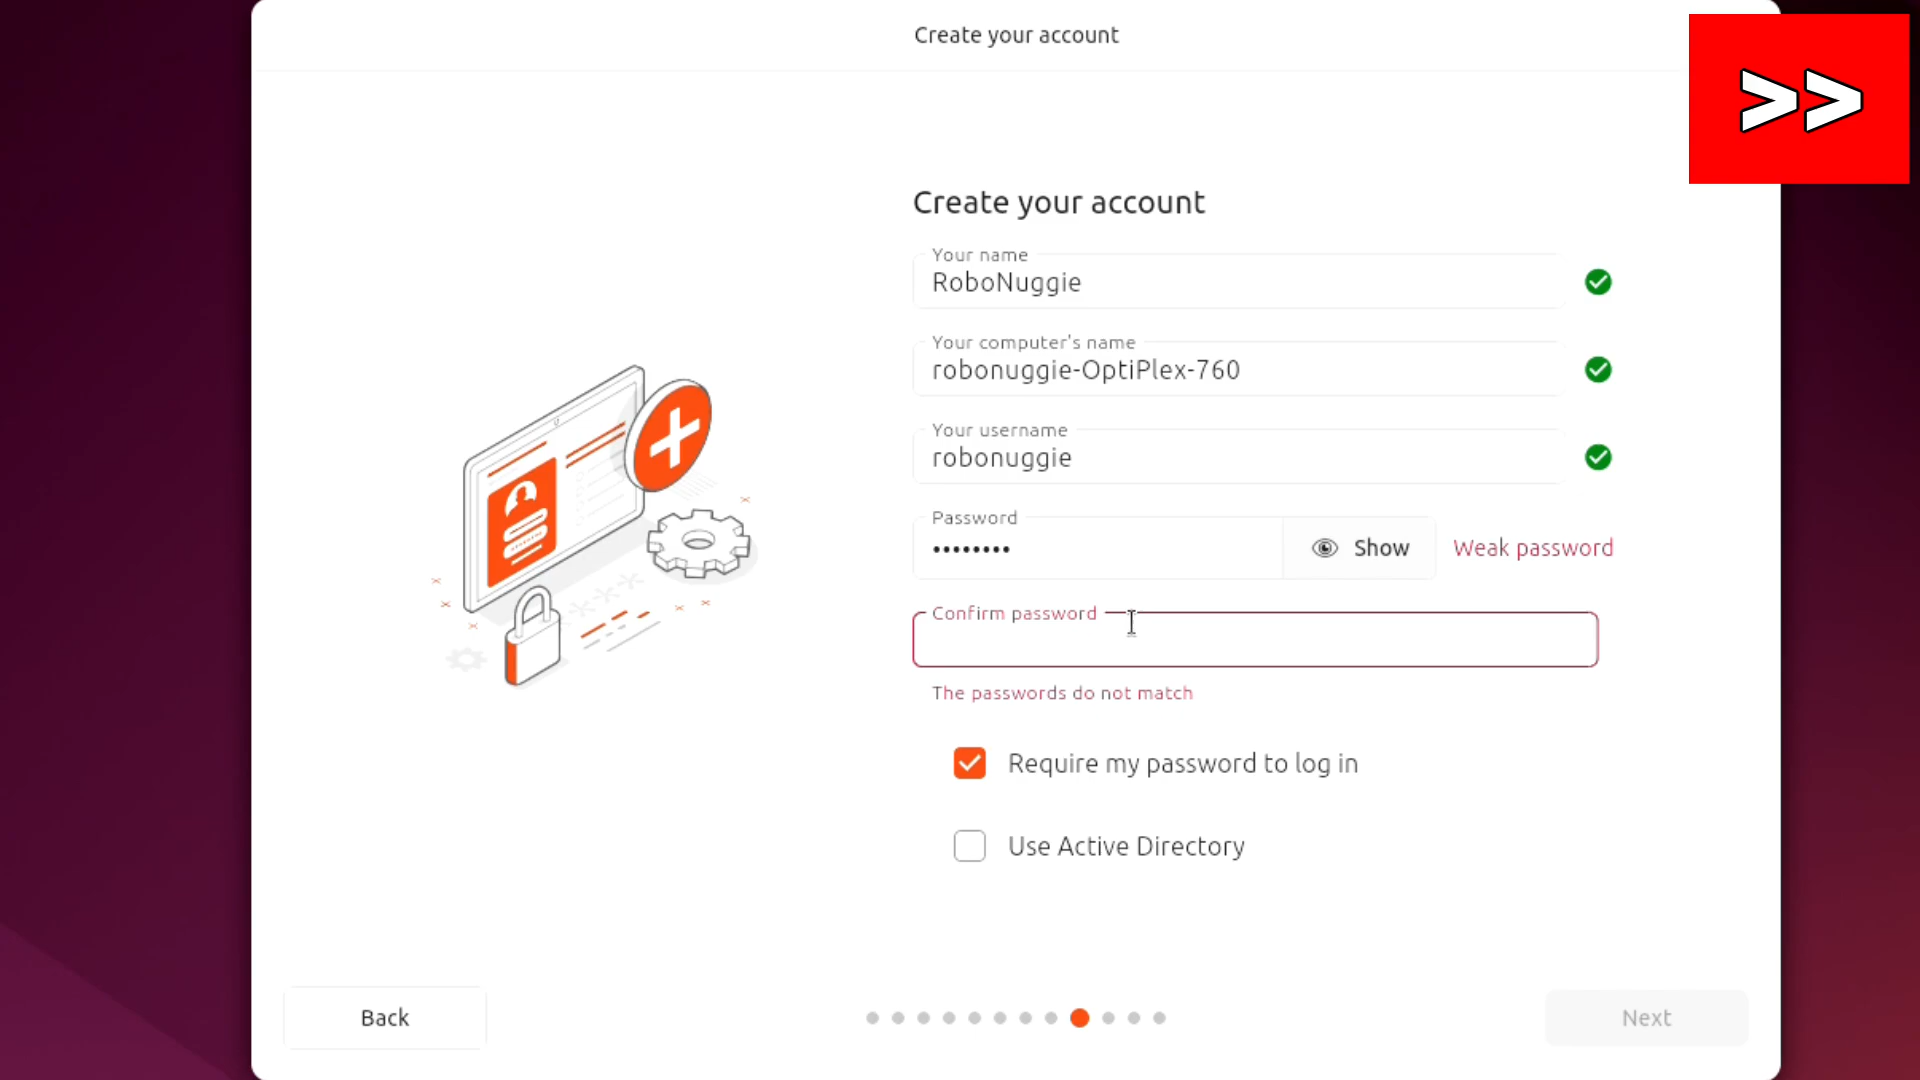 Create your account
>>
Create your account
Your name
RoboNuggie
Your computer's name
robonuggie-OptiPlex-760
Your username
robonuggie
Password
••••••••
Show
Weak password
Confirm password
The passwords do not match
Require my password to log in
Use Active Directory
Back
Next